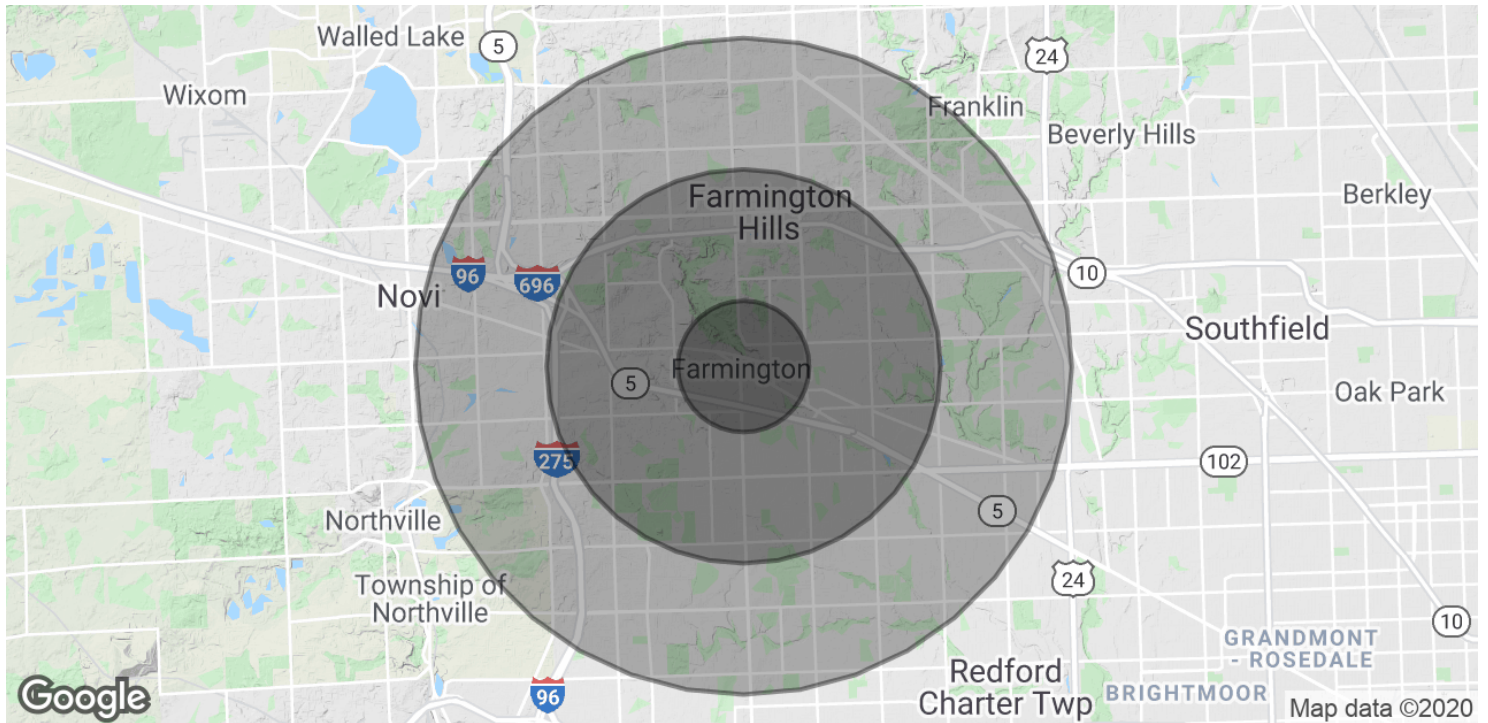 Walled Lake
5
24
Wixom
Franklin
Beverly Hills
Berkley
Farmington
Hills
96
696
10
Novi
Southfield
Farmington
5
Oak Park
275
102
Northville
5
Township of
Northville
24
10
GRANDMONT
- ROSEDALE
Redford
Charter Twp
BRIGHTMOOR
96
Google
Map data ©2020